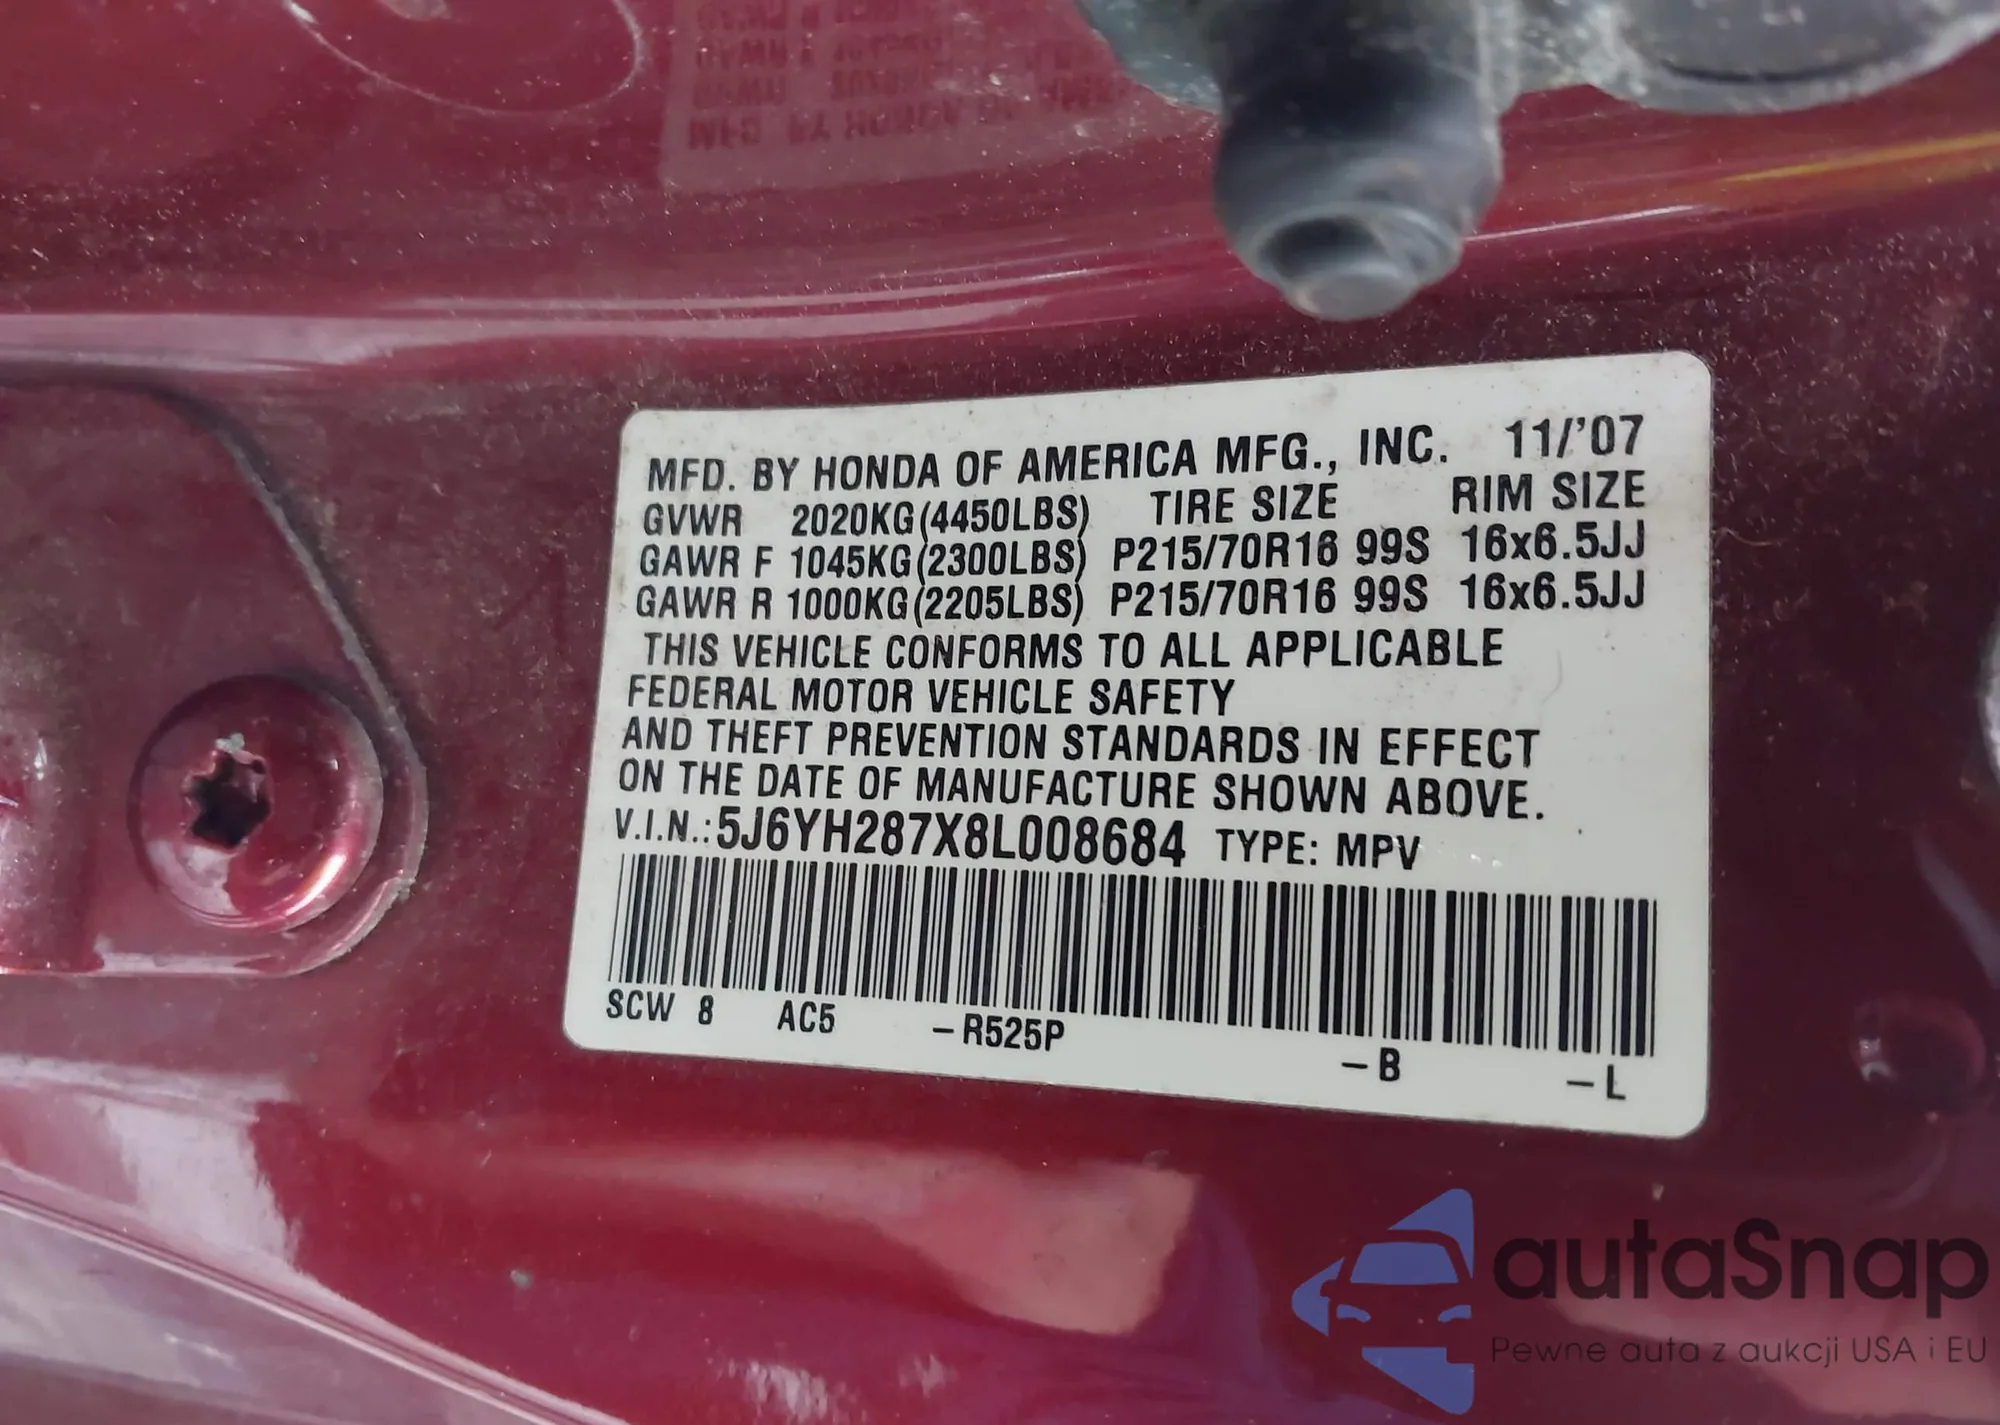 MFD. BY HONDA OF AMERICA MFG., INC. 11/'07
GVWR 2020KG(4450LBS) TIRE SIZE RIM SIZE
GAWR F 1045KG(2300LBS) P215/70R16 99S 16x6.5JJ
GAWR R 1000KG(2205LBS) P215/70R16 99S 16x6.5JJ
THIS VEHICLE CONFORMS TO ALL APPLICABLE
FEDERAL MOTOR VEHICLE SAFETY
AND THEFT PREVENTION STANDARDS IN EFFECT
ON THE DATE OF MANUFACTURE SHOWN ABOVE.
V.I.N.: 5J6YH287X8L008684 TYPE: MPV
SCW 8 AC5 -R525P -B -L
autaSnap
Pewne auta z aukcji USA i EU